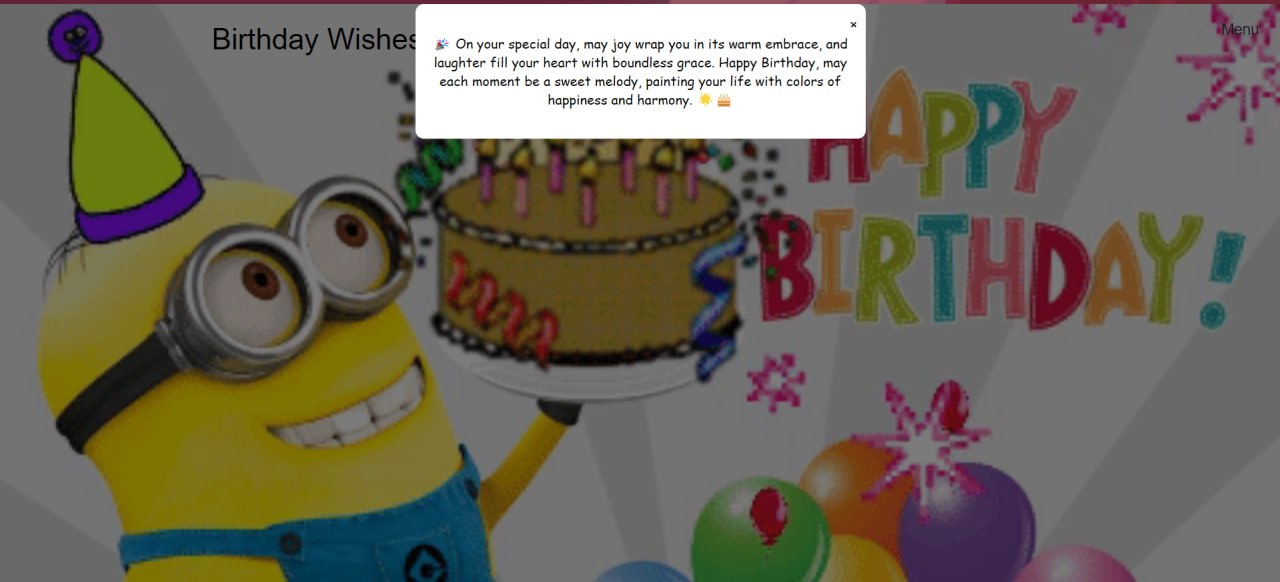 Birthday Wishes
Menu
×
🎉 On your special day, may joy wrap you in its warm embrace, and
laughter fill your heart with boundless grace. Happy Birthday, may
each moment be a sweet melody, painting your life with colors of
happiness and harmony. 🌟 🎂
HAPPY
BIRTHDAY!